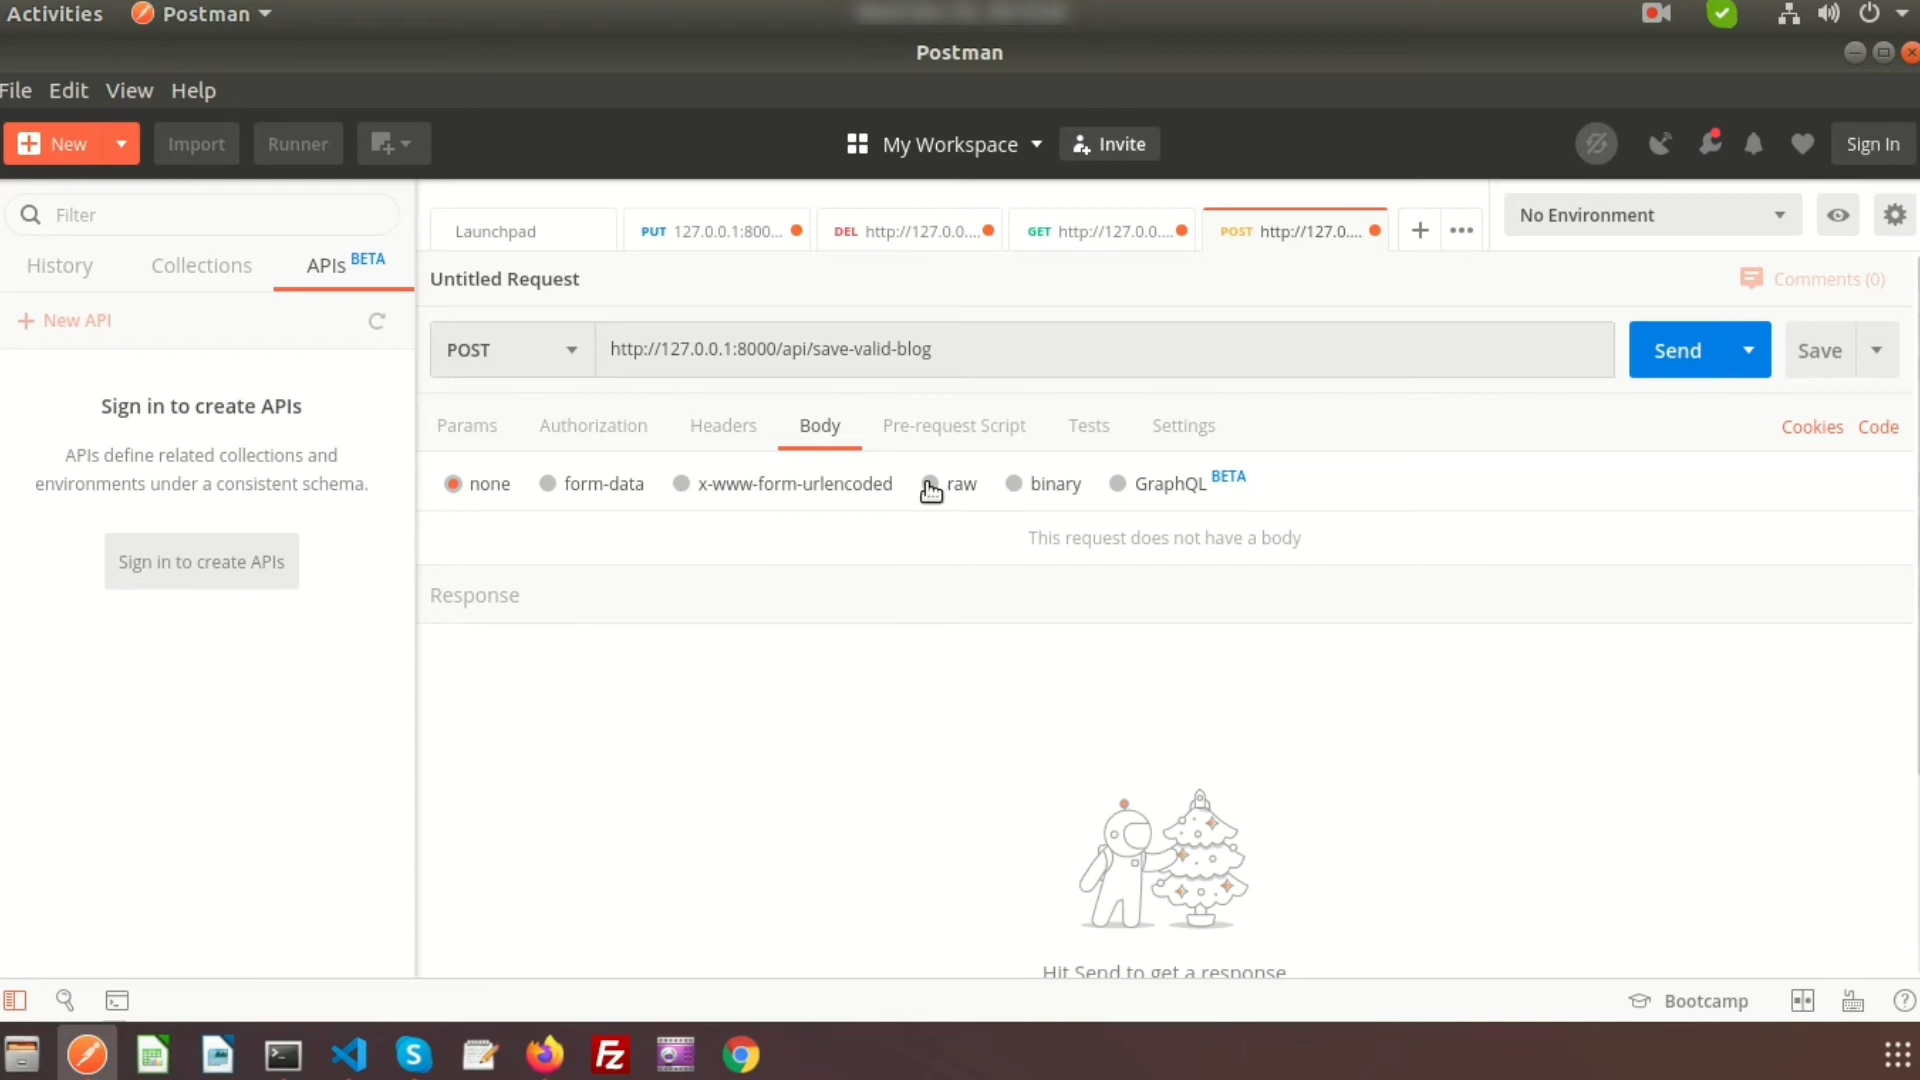 Activities Postman
Postman
File Edit View Help
New Import Runner My Workspace Invite Sign In
Filter
History Collections APIs BETA
New API
Sign in to create APIs
APIs define related collections and
environments under a consistent schema.
Sign in to create APIs
Launchpad PUT 127.0.0.1:800... DEL http://127.0.0.... GET http://127.0.0.... POST http://127.0.... No Environment
Untitled Request Comments (0)
POST http://127.0.0.1:8000/api/save-valid-blog Send Save
Params Authorization Headers Body Pre-request Script Tests Settings Cookies Code
none form-data x-www-form-urlencoded raw binary GraphQL BETA
This request does not have a body
Response
Hit Send to get a response
Bootcamp